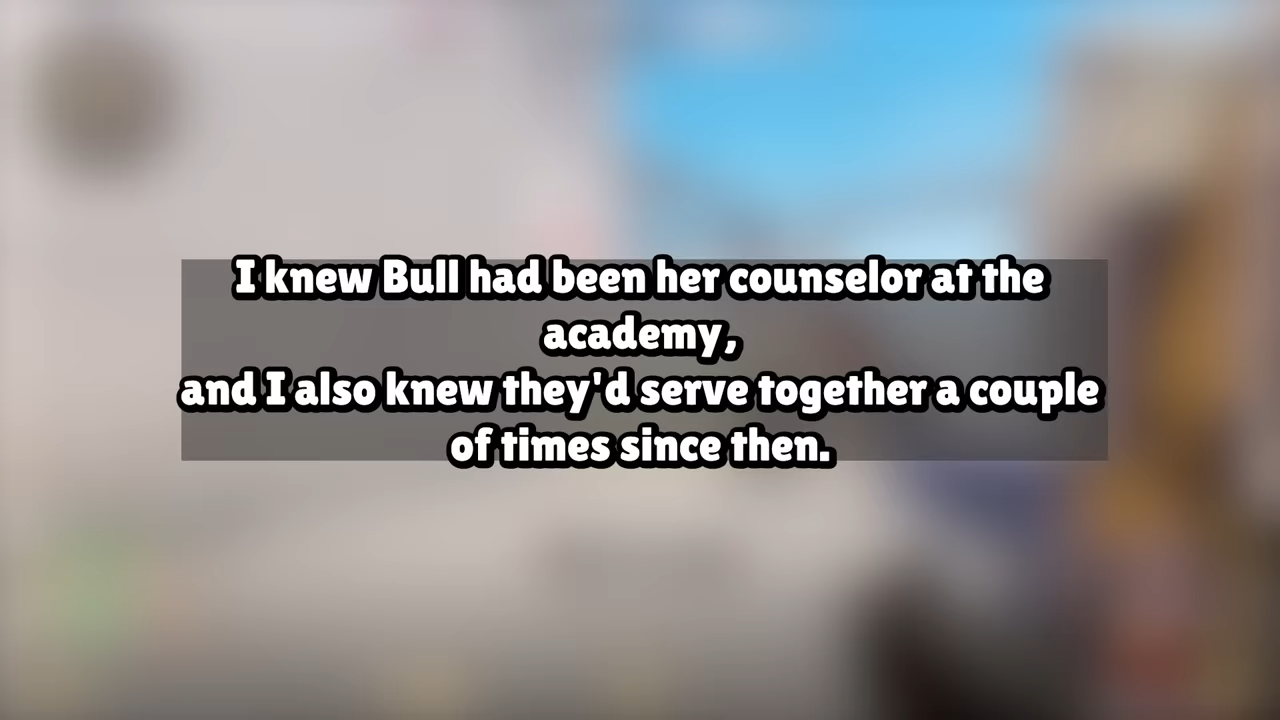 I knew Bull had been her counselor at the
academy,
and I also knew they'd serve together a couple
of times since then.